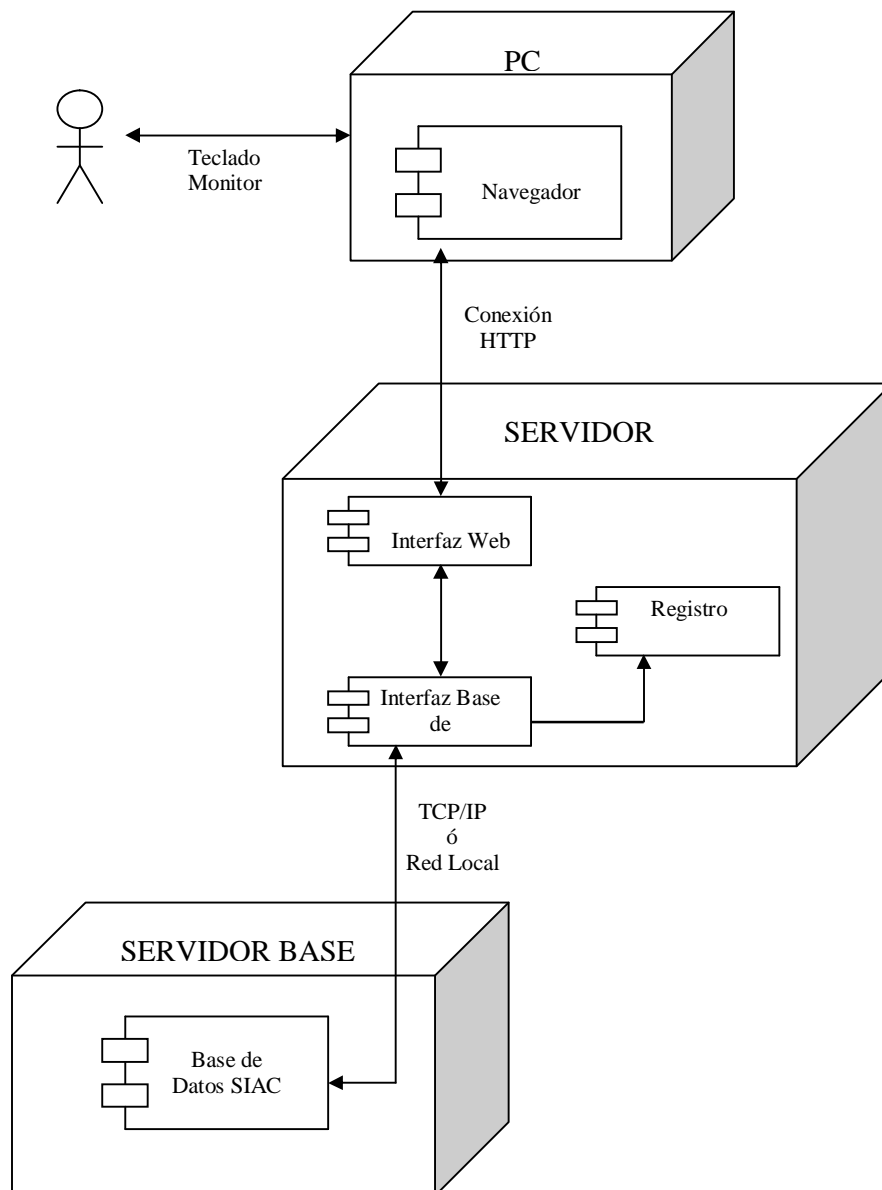 PC
Teclado
Monitor
Navegador
Conexión
HTTP
SERVIDOR
Interfaz Web
Registro
Interfaz Base
de
TCP/IP
ó
Red Local
SERVIDOR BASE
Base de
Datos SIAC